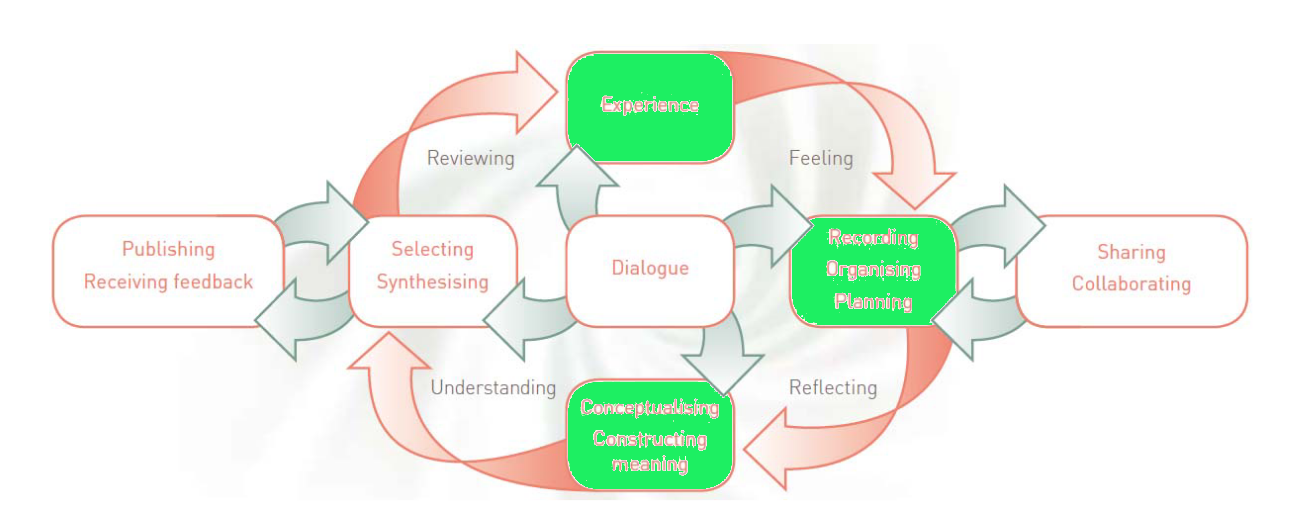 Experience
Reviewing
Feeling
Publishing
Receiving feedback
Selecting
Synthesising
Dialogue
Recording
Organising
Planning
Sharing
Collaborating
Understanding
Reflecting
Conceptualising
Constructing
meaning